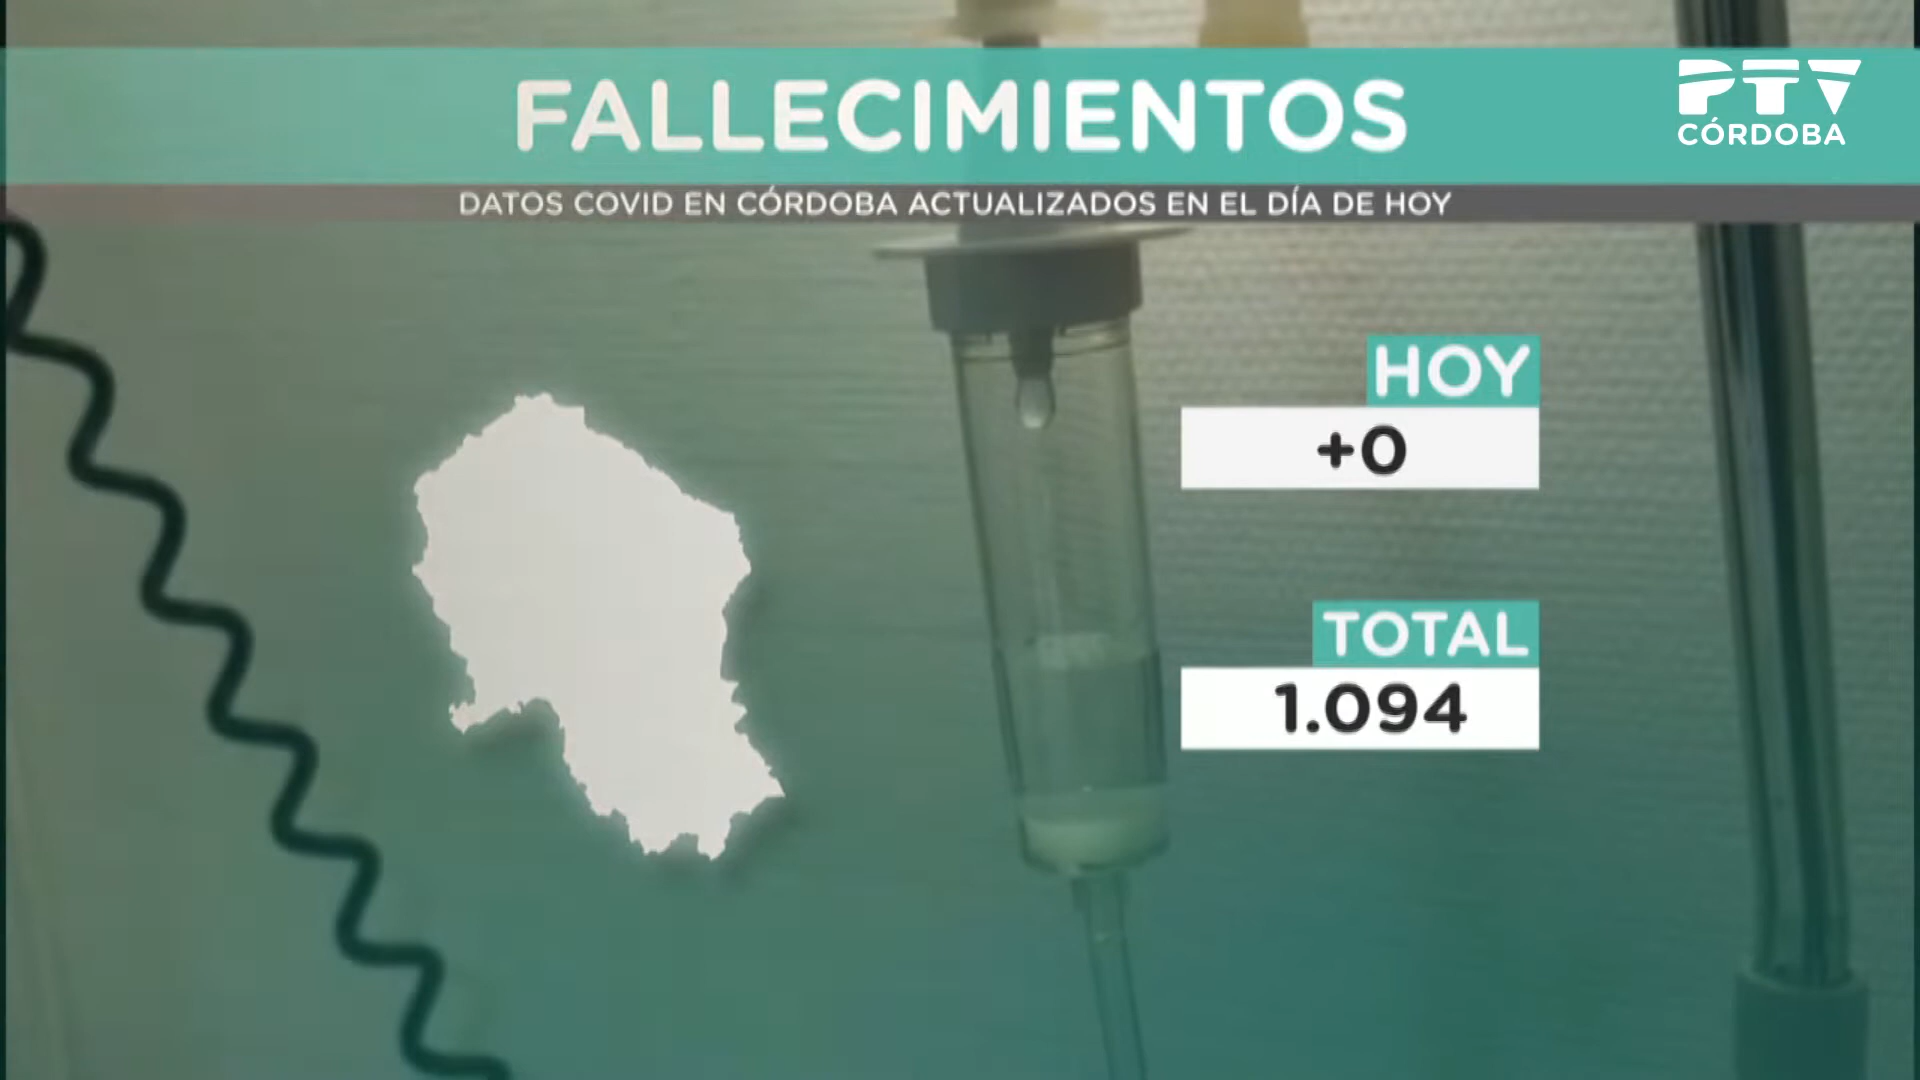 FALLECIMIENTOS
PTV
CÓRDOBA
DATOS COVID EN CÓRDOBA ACTUALIZADOS EN EL DÍA DE HOY
HOY
+0
TOTAL
1.094